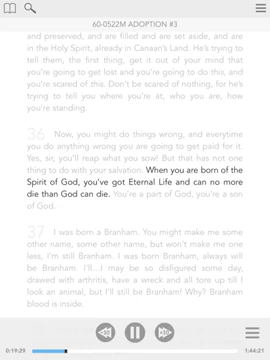 60-0522M ADOPTION #3
and preserved, and are filled and are set aside, and are
in the Holy Spirit, already in Canaan's Land. He's trying to
tell them, the first thing, get it out of your mind that
you're going to get lost and you're going to do this, and
you're scared of this. Don't be scared of nothing, for he's
trying to tell you where you're at, who you are, how
you're standing.
36 Now, you might do things wrong, and everytime
you do anything wrong you are going to get paid for it.
Yes, sir, you'll reap what you sow! But that has not one
thing to do with your salvation. When you are born of the
Spirit of God, you've got Eternal Life and can no more
die than God can die. You're a part of God, you're a son
of God.
37 I was born a Branham. You might make me some
other name, some other name, but won't make me one
less, I'm still Branham. I was born Branham, always will
be Branham. I'll...I may be so disfigured some day,
drawed with arthritis, have a wreck and all tore up till I
look an animal, but I'll still be Branham! Why? Branham
blood is inside.
0:19:29
1:44:21